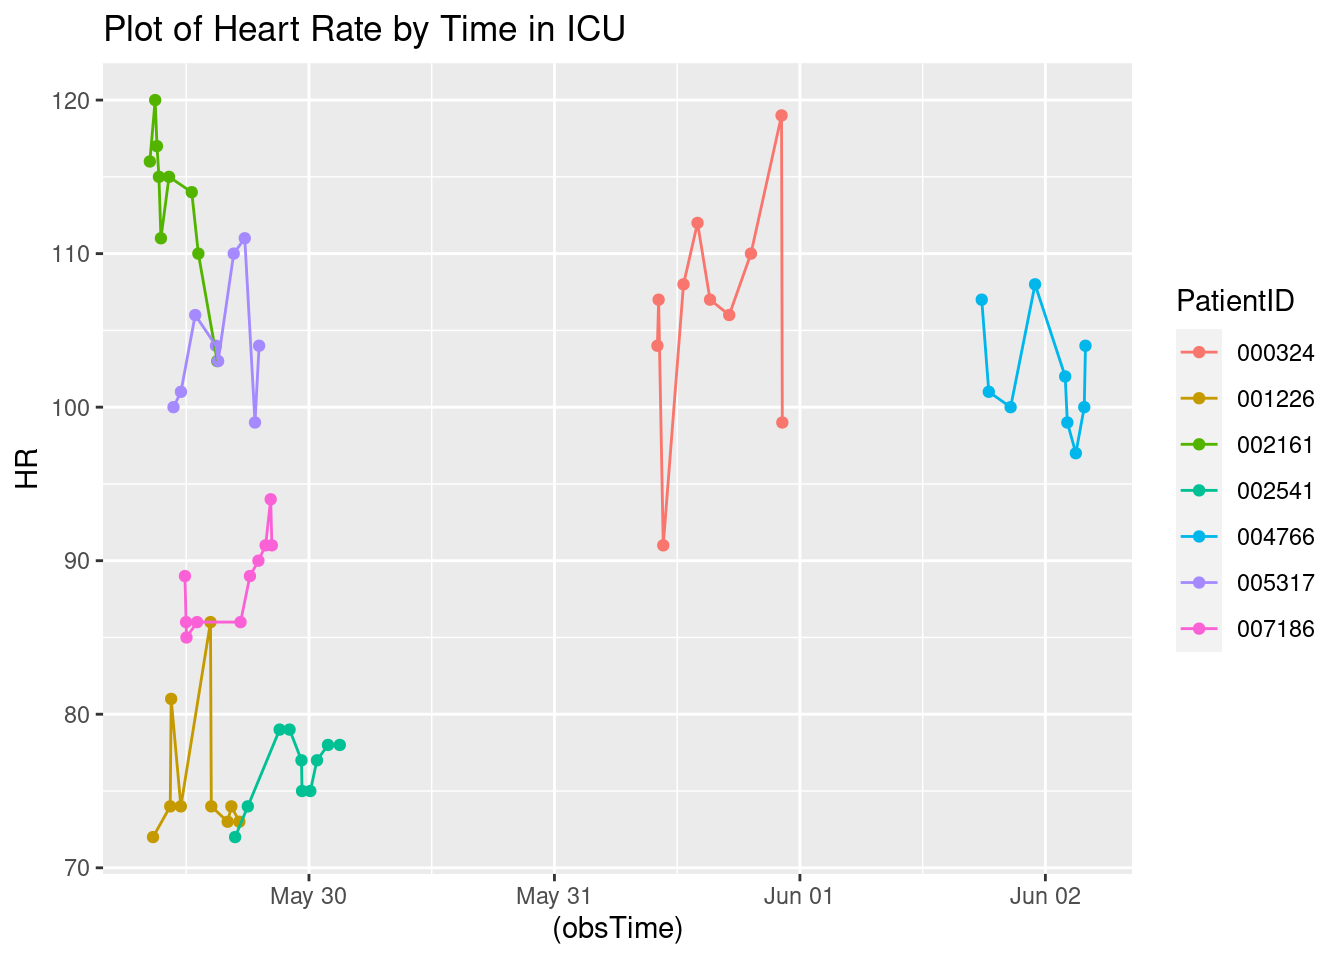 Plot of Heart Rate by Time in ICU
120
110
100
90
80
70
HR
May 30
May 31
Jun 01
Jun 02
(obsTime)
PatientID
000324
001226
002161
002541
004766
005317
007186